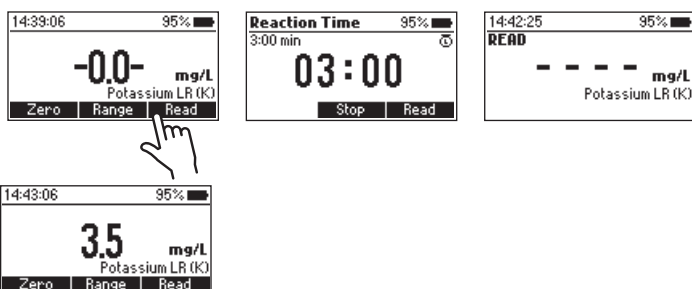 14:39:06 95%
-0.0- mg/L
Potassium LR (K)
Zero Range Read
Reaction Time 95%
3:00 min
03:00
Stop Read
14:42:25 95%
READ
- - - - mg/L
Potassium LR (K)
14:43:06 95%
3.5 mg/L
Potassium LR (K)
Zero Range Read